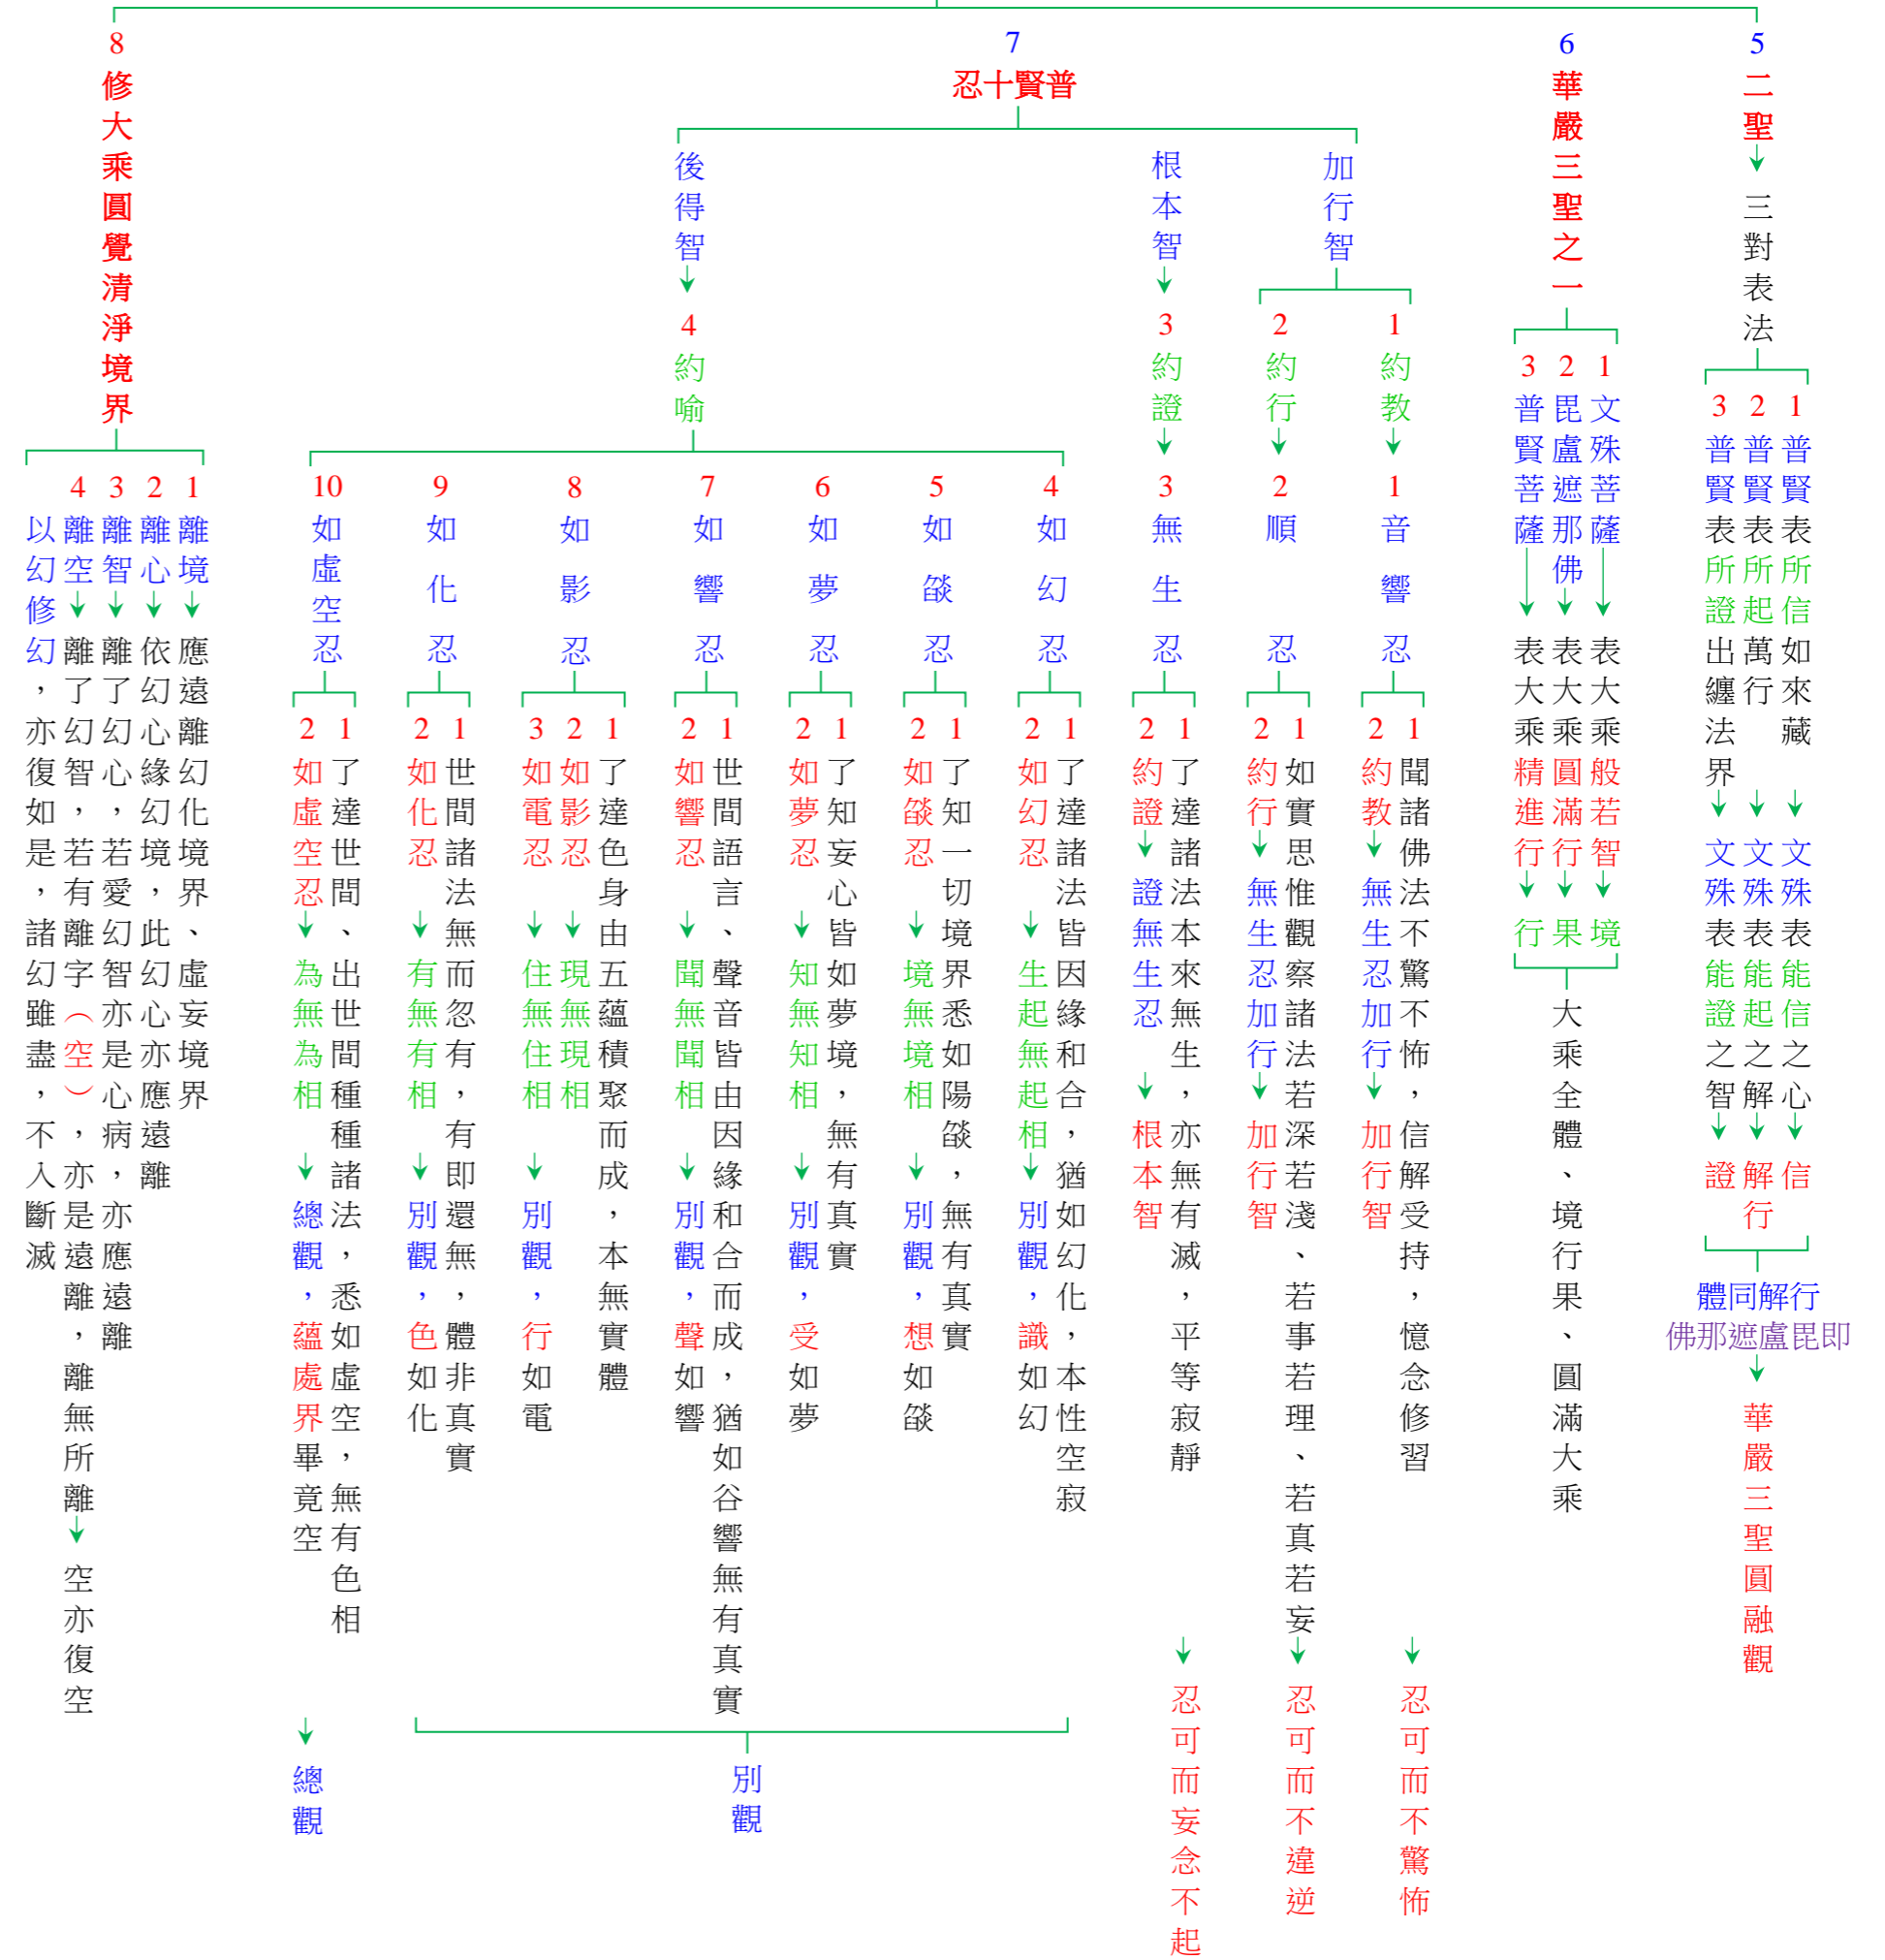 5
二聖↓三對表法
1
普賢表所信如來藏↓文殊表能信之心↓信
2
普賢表所起萬行↓文殊表能起之解↓解行
3
普賢表所證出纏法界↓文殊表能證之智↓證
行解同體
即毘盧遮那佛
↓華嚴三聖圓融觀
6
華嚴三聖之一
1
文殊菩薩↓表大乘般若智↓境
2
毘盧遮那佛↓表大乘圓滿行↓果
3
普賢菩薩↓表大乘精進行↓行
大乘全體、境行果、圓滿大乘
7
普賢十忍
加行智
1
約教↓
1
音響忍
1
聞諸佛法不驚不怖，信解受持，憶念修習
2
約教↓無生忍加行↓加行智
↓忍可而不驚怖
2
約行↓
2
順忍
1
如實思惟觀察諸法若深若淺、若事若理、若真若妄
2
約行↓無生忍加行↓加行智
↓忍可而不違逆
根本智↓
3
約證↓
3
無生忍
1
了達諸法本來無生，亦無有滅，平等寂靜
2
約證↓證無生忍↓根本智
↓忍可而妄念不起
後得智↓
4
約喻
4
如幻忍
1
了達諸法皆因緣和合，猶如幻化，本性空寂
2
如幻忍↓生起無起相↓別觀，識如幻
5
如燄忍
1
了知一切境界悉如陽燄，無有真實
2
如燄忍↓境無境相↓別觀，想如燄
6
如夢忍
1
了知妄心皆如夢境，無有真實
2
如夢忍↓知無知相↓別觀，受如夢
7
如響忍
1
世間語言、聲音皆由因緣和合而成，猶如谷響無有真實
2
如響忍↓聞無聞相↓別觀，聲如響
8
如影忍
1
了達色身由五蘊積聚而成，本無實體
2
如影忍↓現無現相
3
如電忍↓住無住相↓別觀，行如電
9
如化忍
1
世間諸法無而忽有，有即還無，體非真實
2
如化忍↓有無有相↓別觀，色如化
別觀
10
如虛空忍
1
了達世間、出世間種種諸法，悉如虛空，無有色相
2
如虛空忍↓為無為相↓總觀，蘊處界畢竟空
↓總觀
8
修大乘圓覺清淨境界
1
離境↓應遠離幻化境界、虛妄境界
2
離心↓依幻心緣幻境，此幻心亦應遠離
3
離智↓離了幻心，若愛幻智亦是心病，亦應遠離
4
離空↓離了幻智，若有離字（空），亦是遠離，離無所離↓空亦復空
以幻修幻，亦復如是，諸幻雖盡，不入斷滅